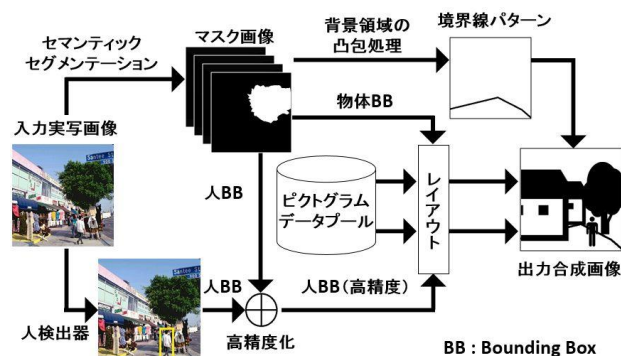 セマンティック
セグメンテーション
マスク画像
背景領域の
凸包処理
境界線パターン
入力実写画像
物体BB
人BB
ピクトグラム
データプール
レイアウト
出力合成画像
人検出器
人BB
高精度化
人BB(高精度)
BB : Bounding Box